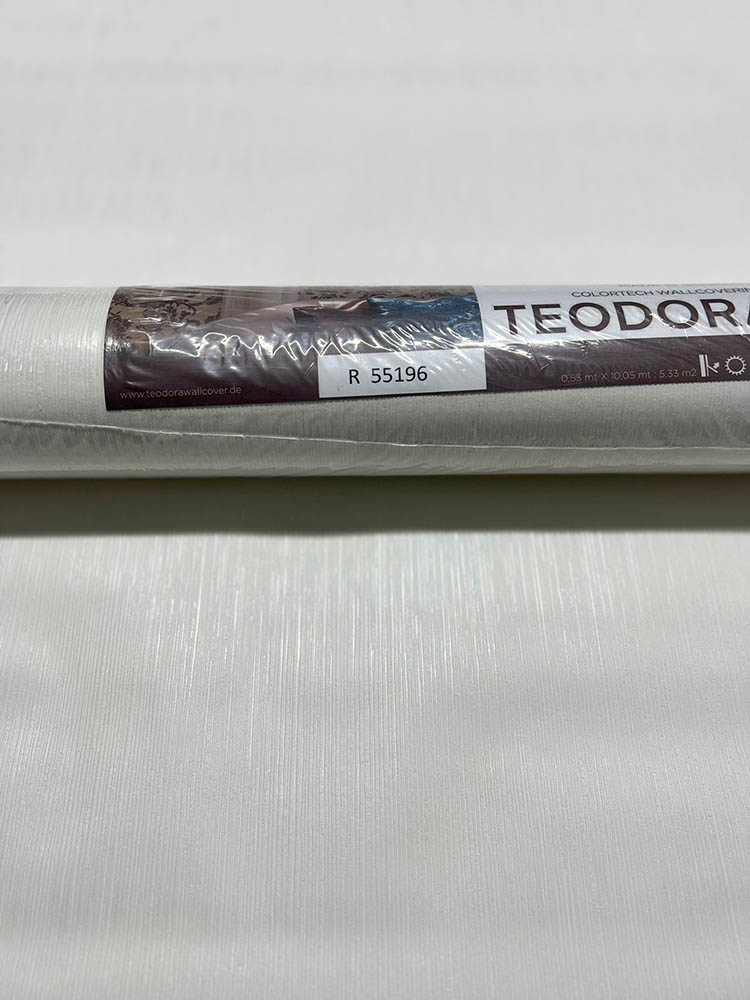 COLORTECH WALLCOVERIN
TEODORA
R 55196
www.teodorawallcover.de
0.53 mt X 10.05 mt : 5.33 m2